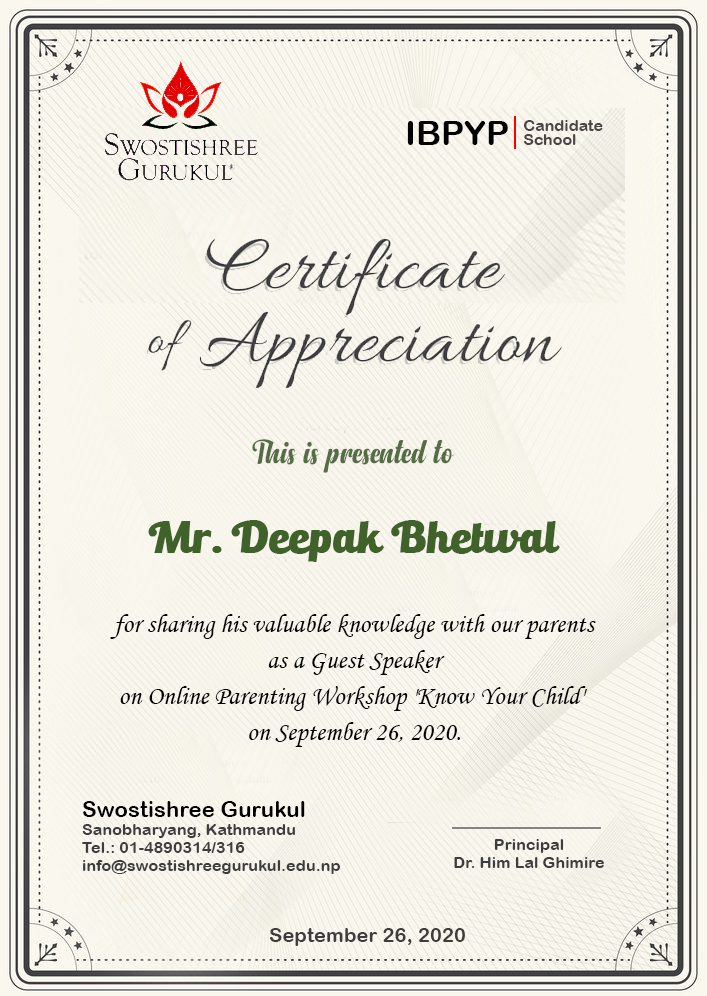 SWOSTISHREE
GURUKUL®
IBPYP
Candidate
School
Certificate
of Appreciation
This is presented to
Mr. Deepak Bhetwal
for sharing his valuable knowledge with our parents
as a Guest Speaker
on Online Parenting Workshop 'Know Your Child'
on September 26, 2020.
Swostishree Gurukul
Sanobharyang, Kathmandu
Tel.: 01-4890314/316
info@swostishreegurukul.edu.np
Principal
Dr. Him Lal Ghimire
September 26, 2020